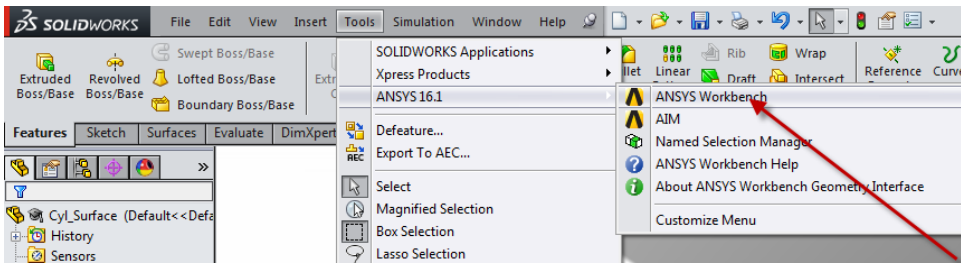 SOLIDWORKS File Edit View Insert Tools Simulation Window Help
Extruded Boss/Base
Revolved Boss/Base
Swept Boss/Base
Lofted Boss/Base
Boundary Boss/Base
Linear
Rib
Draft
Wrap
Intersect
Reference
Features Sketch Surfaces Evaluate DimXpert
Cyl_Surface (Default<<Defa
History
Sensors
SOLIDWORKS Applications
Xpress Products
ANSYS 16.1
Defeature...
Export To AEC...
Select
Magnified Selection
Box Selection
Lasso Selection
ANSYS Workbench
AIM
Named Selection Manager
ANSYS Workbench Help
About ANSYS Workbench Geometry Interface
Customize Menu